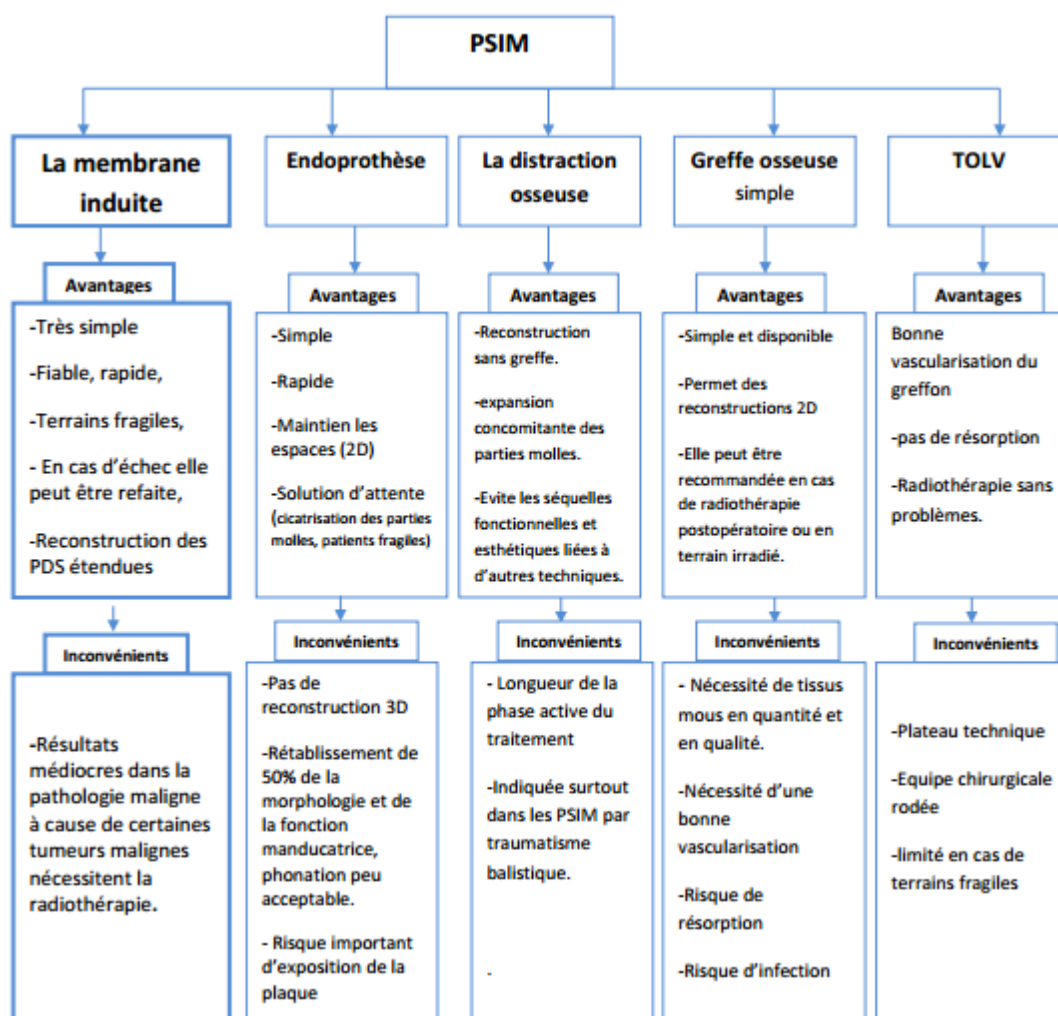 PSIM
La membrane
induite
Avantages
-Très simple
-Fiable, rapide,
-Terrains fragiles,
- En cas d'échec elle
peut être refaite,
-Reconstruction des
PDS étendues
Inconvénients
-Résultats
médiocres dans la
pathologie maligne
à cause de certaines
tumeurs malignes
nécessitent la
radiothérapie.
Endoprothèse
Avantages
-Simple
-Rapide
-Maintien les
espaces (2D)
-Solution d'attente
(cicatrisation des parties
molles, patients fragiles)
Inconvénients
-Pas de
reconstruction 3D
-Rétablissement de
50% de la
morphologie et de
la fonction
manducatrice,
phonation peu
acceptable.
- Risque important
d'exposition de la
plaque
La distraction
osseuse
Avantages
-Reconstruction
sans greffe.
-expansion
concomitante des
parties molles.
-Evite les séquelles
fonctionnelles et
esthétiques liées à
d'autres techniques.
Inconvénients
- Longueur de la
phase active du
traitement
-Indiquée surtout
dans les PSIM par
traumatisme
balistique.
.
Greffe osseuse
simple
Avantages
-Simple et disponible
-Permet des
reconstructions 2D
-Elle peut être
recommandée en cas
de radiothérapie
postopératoire ou en
terrain irradié.
Inconvénients
- Nécessité de tissus
mous en quantité et
en qualité.
-Nécessité d'une
bonne
vascularisation
-Risque de
résorption
-Risque d'infection
TOLV
Avantages
Bonne
vascularisation du
greffon
-pas de résorption
-Radiothérapie sans
problèmes.
Inconvénients
-Plateau technique
-Equipe chirurgicale
rodée
-limité en cas de
terrains fragiles